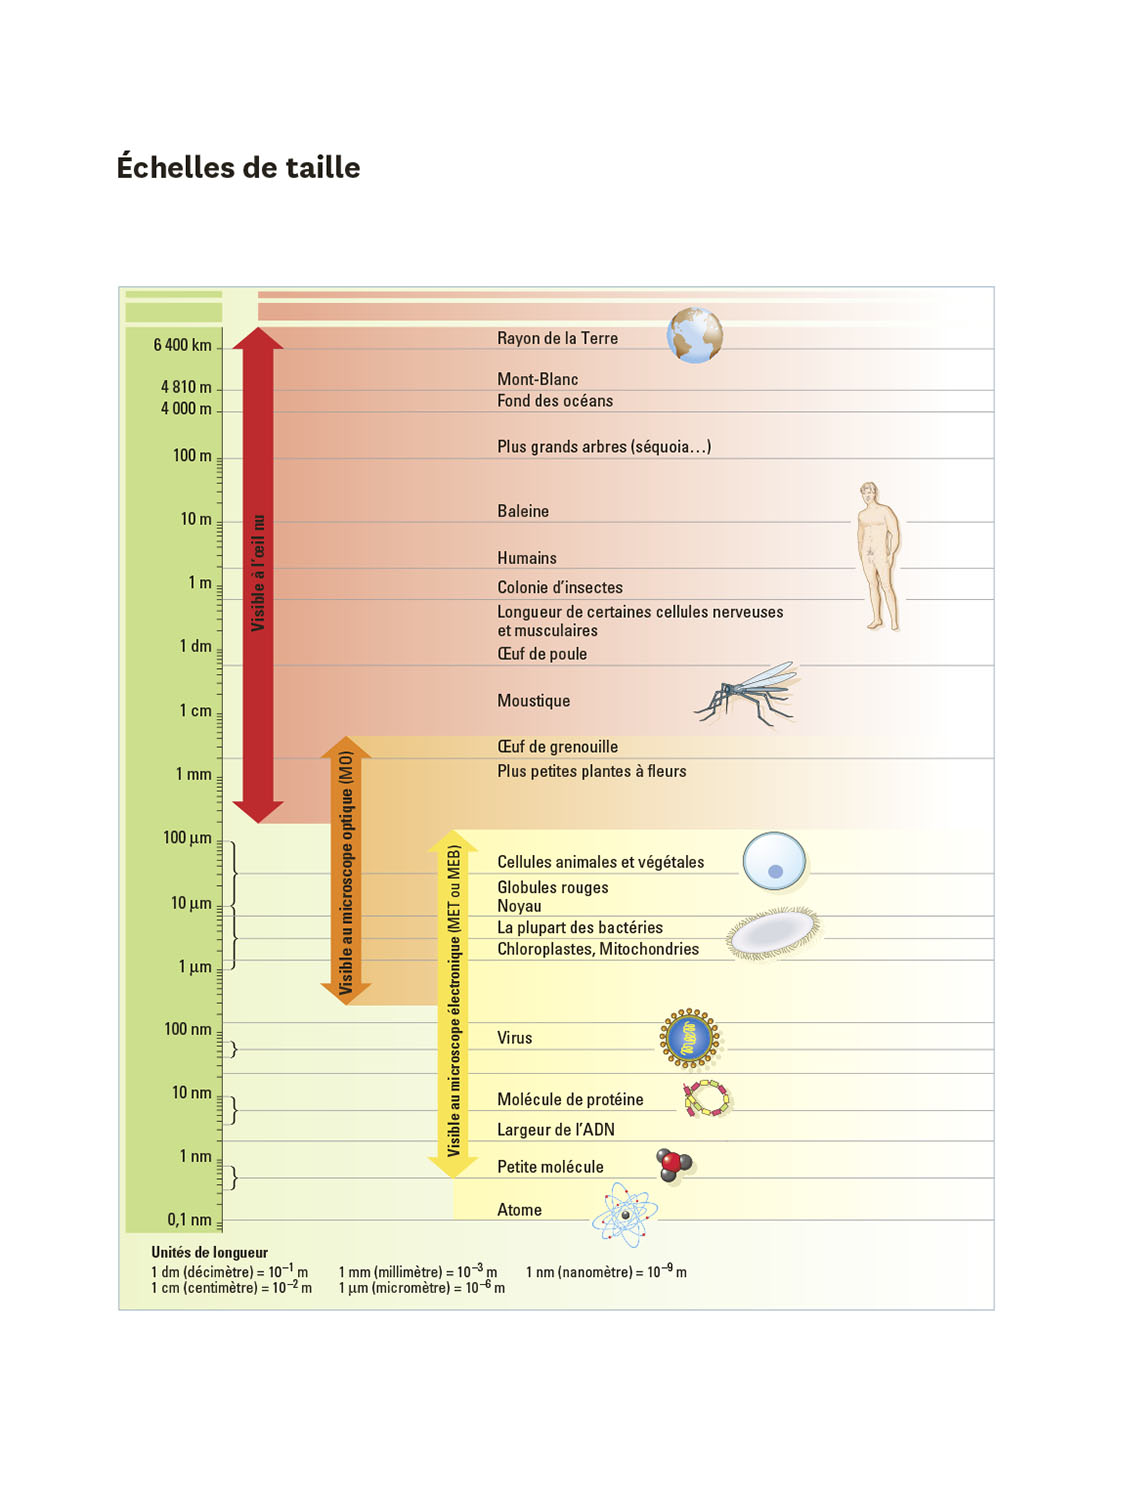 Échelles de taille
6 400 km
Rayon de la Terre
Mont-Blanc
4 810 m
Fond des océans
4 000 m
Plus grands arbres (séquoia…)
100 m
Baleine
10 m
Humains
1 m
Colonie d'insectes
Longueur de certaines cellules nerveuses
et musculaires
1 dm
Œuf de poule
Moustique
1 cm
Œuf de grenouille
1 mm
Plus petites plantes à fleurs
100 µm
Cellules animales et végétales
Globules rouges
10 µm
Noyau
La plupart des bactéries
Chloroplastes, Mitochondries
1 µm
100 nm
Virus
10 nm
Molécule de protéine
Largeur de l'ADN
1 nm
Petite molécule
Atome
0,1 nm
Visible à l'œil nu
Visible au microscope optique (MO)
Visible au microscope électronique (MET ou MEB)
Unités de longueur
1 dm (décimètre) = 10⁻¹ m 1 mm (millimètre) = 10⁻³ m 1 nm (nanomètre) = 10⁻⁹ m
1 cm (centimètre) = 10⁻² m 1 µm (micromètre) = 10⁻⁶ m